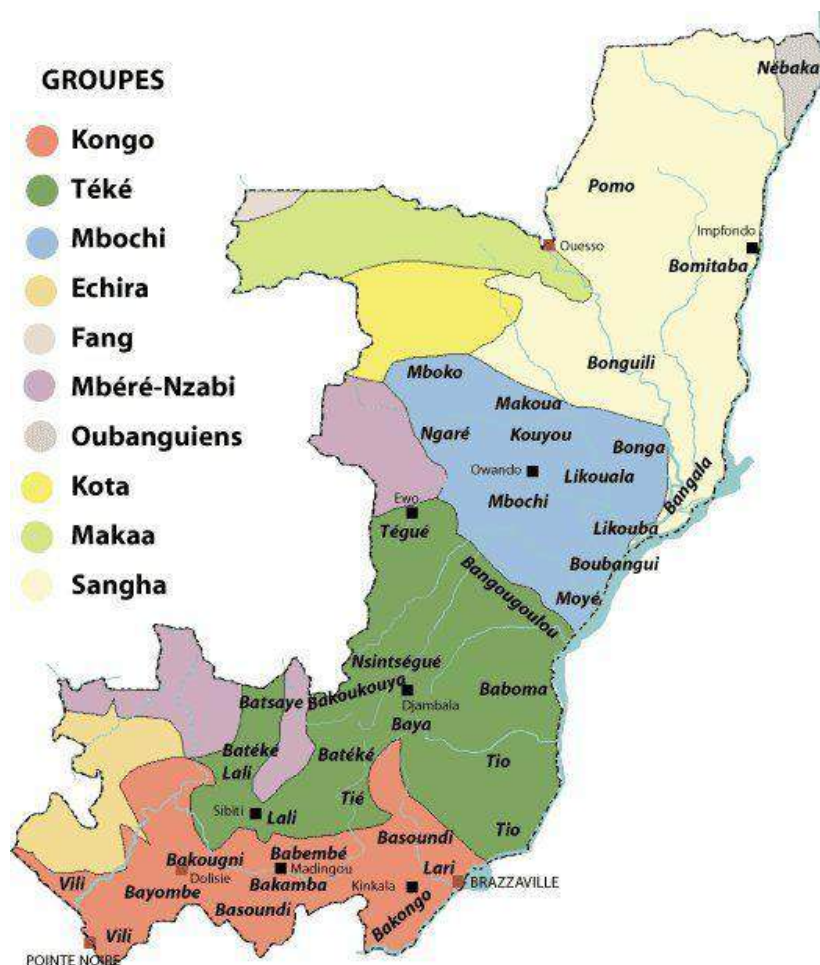 GROUPES
Kongo
Téké
Mbochi
Echira
Fang
Mbéré-Nzabi
Oubanguiens
Kota
Makaa
Sangha
Nébaka
Pomo
Impfondo
Ouesso
Bomitaba
Bonguili
Mboko
Makoua
Ngaré
Kouyou
Bonga
Owando
Likouala
Mbochi
Bangala
Ewo
Likouba
Tégué
Boubangui
Bangougoulou
Moyé
Nsintségué
Batsaye
Bakoukouya
Baboma
Djambala
Baya
Batéké
Batéké
Lali
Tio
Tié
Sibiti
Lali
Tio
Basoundi
Babembé
Bakougni
Madingou
Lari
Dolisie
Vili
Bakamba
Kinkala
BRAZZAVILLE
Bayombe
Basoundi
Bakongo
Vili
POINTE NOIRE